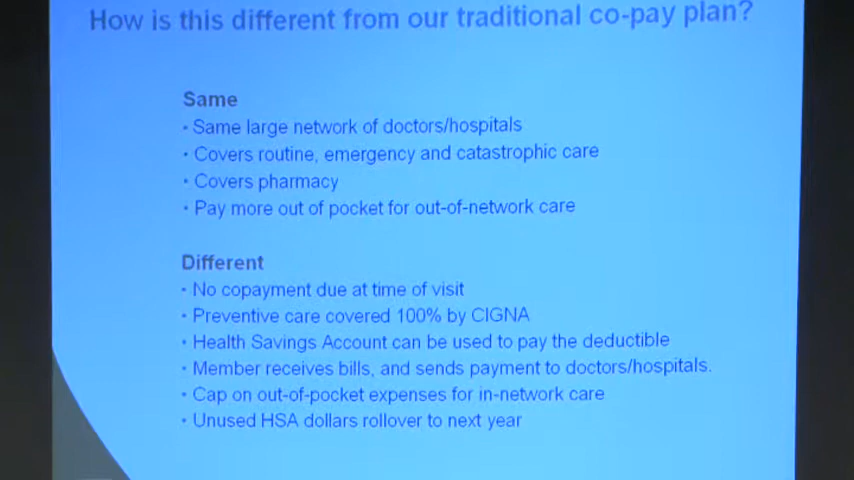 How is this different from our traditional co-pay plan?
Same
• Same large network of doctors/hospitals
• Covers routine, emergency and catastrophic care
• Covers pharmacy
• Pay more out of pocket for out-of-network care
Different
• No copayment due at time of visit
• Preventive care covered 100% by CIGNA
• Health Savings Account can be used to pay the deductible
• Member receives bills, and sends payment to doctors/hospitals.
• Cap on out-of-pocket expenses for in-network care
• Unused HSA dollars rollover to next year